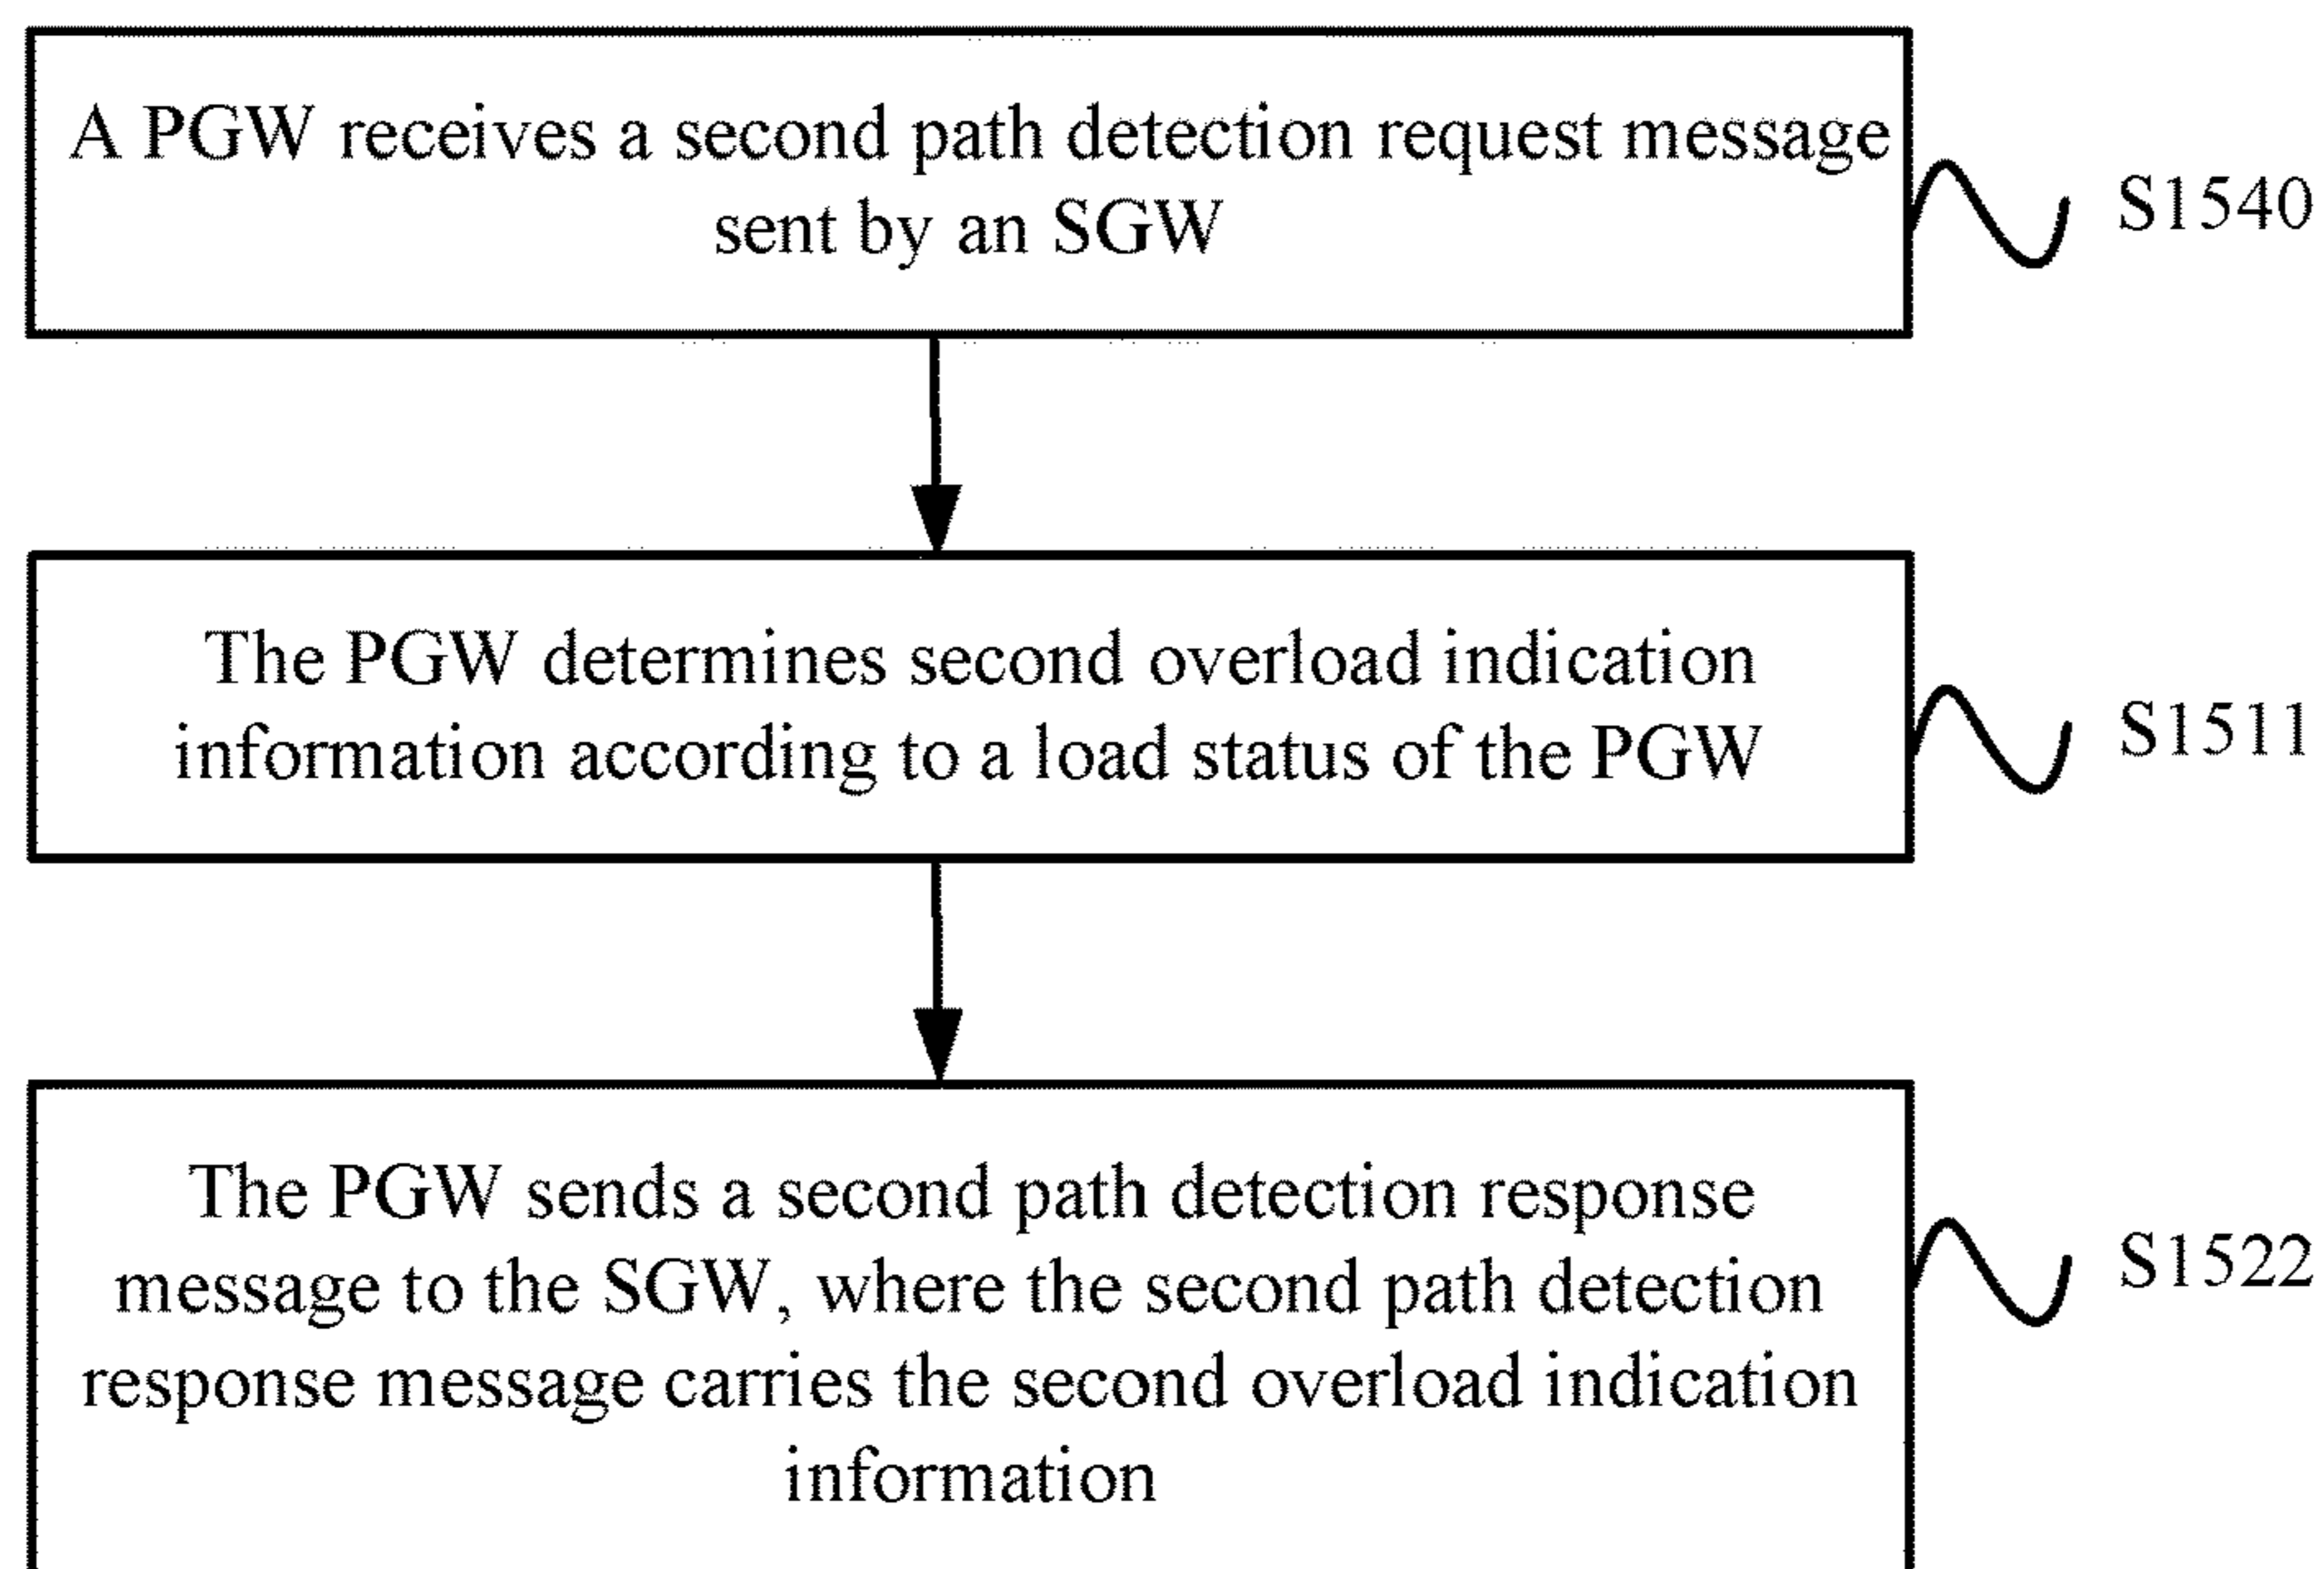 A PGW receives a second path detection request message
sent by an SGW
S1540
The PGW determines second overload indication
information according to a load status of the PGW
S1511
The PGW sends a second path detection response
message to the SGW, where the second path detection
response message carries the second overload indication
information
S1522